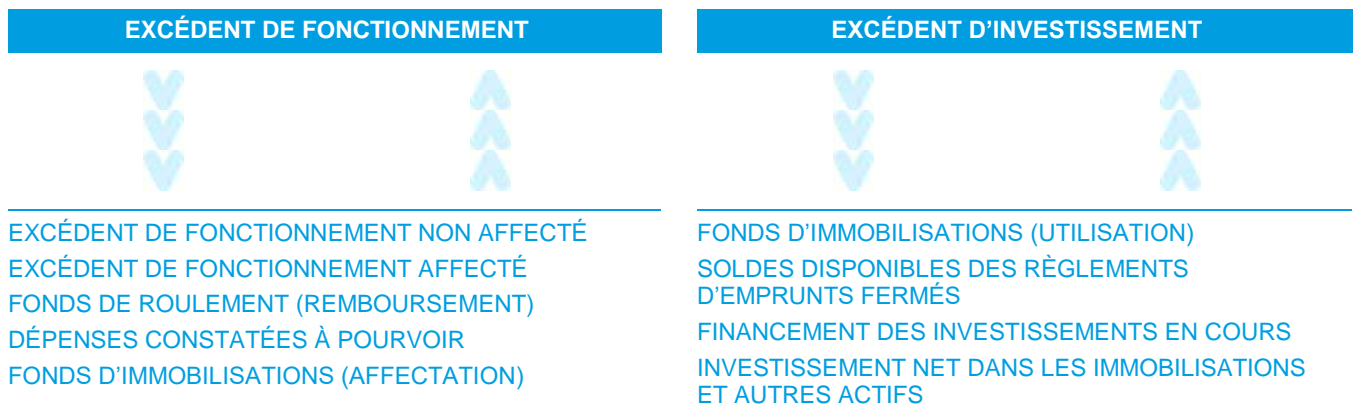 EXCÉDENT DE FONCTIONNEMENT
EXCÉDENT DE FONCTIONNEMENT NON AFFECTÉ
EXCÉDENT DE FONCTIONNEMENT AFFECTÉ
FONDS DE ROULEMENT (REMBOURSEMENT)
DÉPENSES CONSTATÉES À POURVOIR
FONDS D'IMMOBILISATIONS (AFFECTATION)
EXCÉDENT D'INVESTISSEMENT
FONDS D'IMMOBILISATIONS (UTILISATION)
SOLDES DISPONIBLES DES RÈGLEMENTS
D'EMPRUNTS FERMÉS
FINANCEMENT DES INVESTISSEMENTS EN COURS
INVESTISSEMENT NET DANS LES IMMOBILISATIONS
ET AUTRES ACTIFS